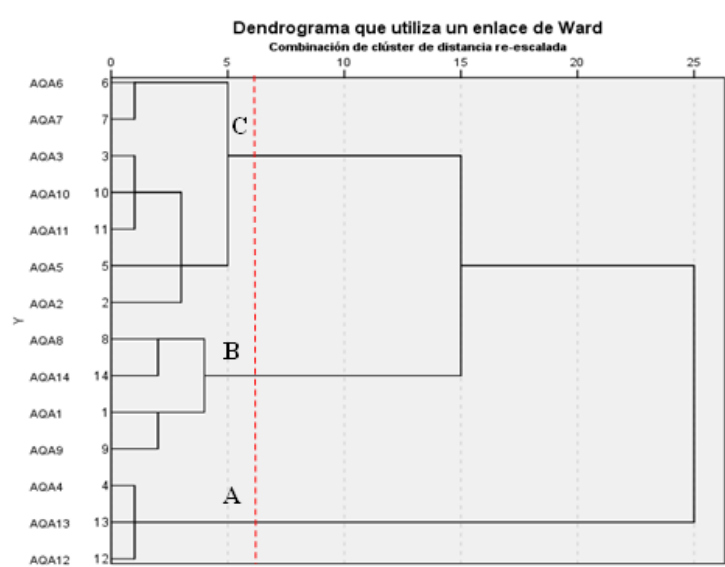 Dendrograma que utiliza un enlace de Ward
Combinación de clúster de distancia re-escalada
0 5 10 15 20 25
AQA6 6
C
AQA7 7
AQA3 3
AQA10 10
AQA11 11
AQA5 5
AQA2 2
Y
AQA8 8
B
AQA14 14
AQA1 1
AQA9 9
AQA4 4
A
AQA13 13
AQA12 12